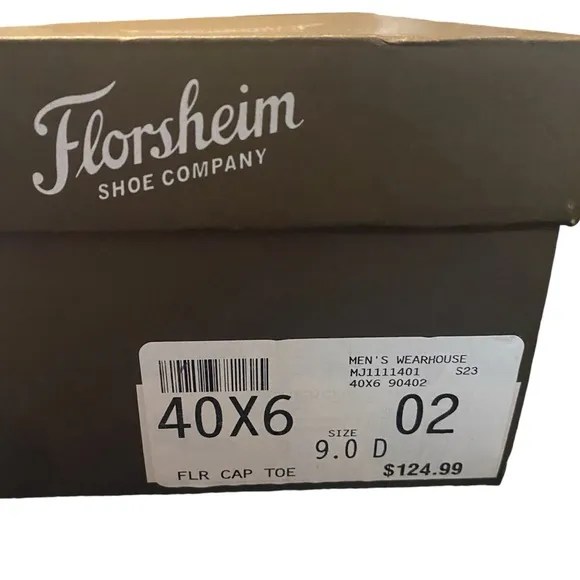 Florsheim
SHOE COMPANY
MEN'S WEARHOUSE
MJ1111401 S23
40X6 90402
40X6 SIZE 02
9.0 D
FLR CAP TOE $124.99